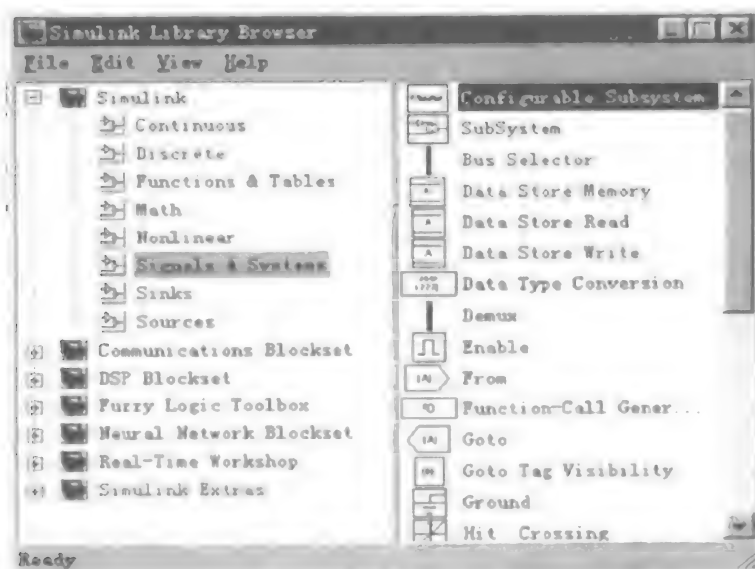 Simulink Library Browser
File Edit View Help
Simulink
Continuous
Discrete
Functions & Tables
Math
Nonlinear
Signals & Systems
Sinks
Sources
Communications Blockset
DSP Blockset
Fuzzy Logic Toolbox
Neural Network Blockset
Real-Time Workshop
Simulink Extras
Configurable Subsystem
SubSystem
Bus Selector
Data Store Memory
Data Store Read
Data Store Write
Data Type Conversion
Demux
Enable
From
Function-Call Gener...
Goto
Goto Tag Visibility
Ground
Hit Crossing
Ready